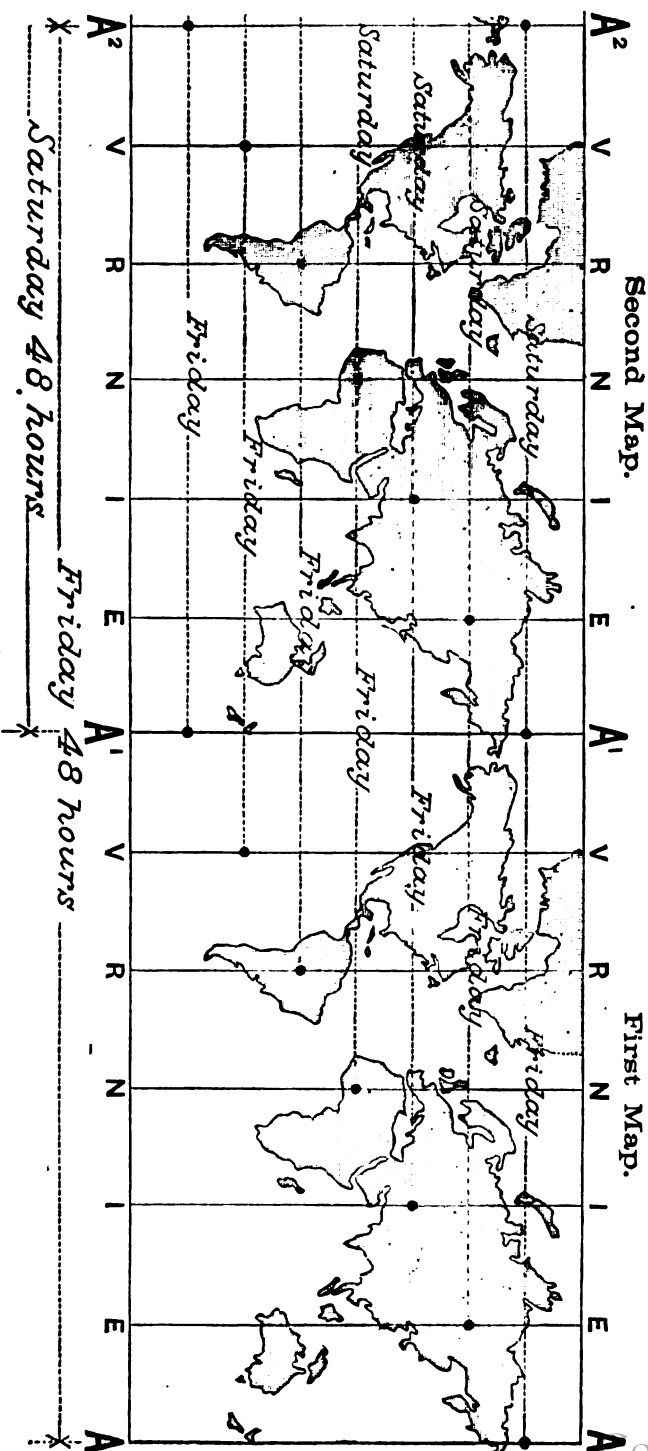 Second Map. First Map.
A² V R N I E A¹ V R N I E A
Saturday Friday
Saturday Friday
Saturday Friday
Saturday Friday
Friday
Friday
Friday
A² V R N I E A¹ V R N I E A
Friday 48 hours
Saturday 48 hours